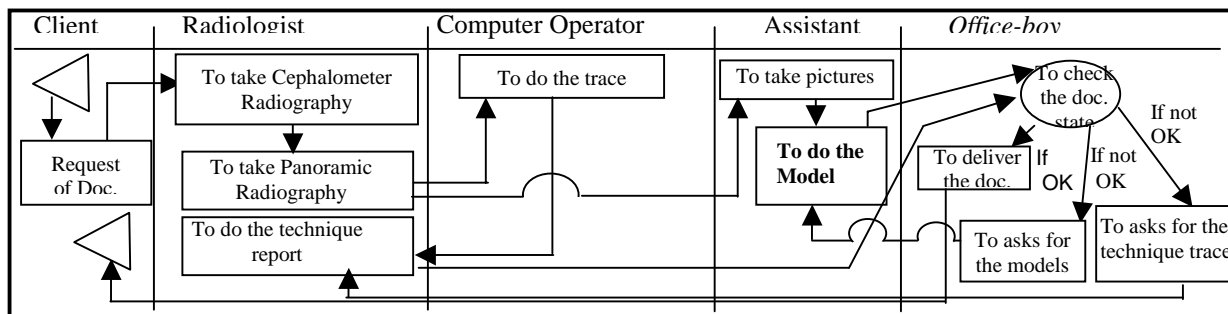 Client
Radiologist
Computer Operator
Assistant
Office-boy
Request
of Doc.
To take Cephalometer
Radiography
To take Panoramic
Radiography
To do the technique
report
To do the trace
To take pictures
To do the
Model
To check
the doc.
state
To deliver
the doc.
If
OK
If not
OK
If not
OK
To asks for
the models
To asks for the
technique trace